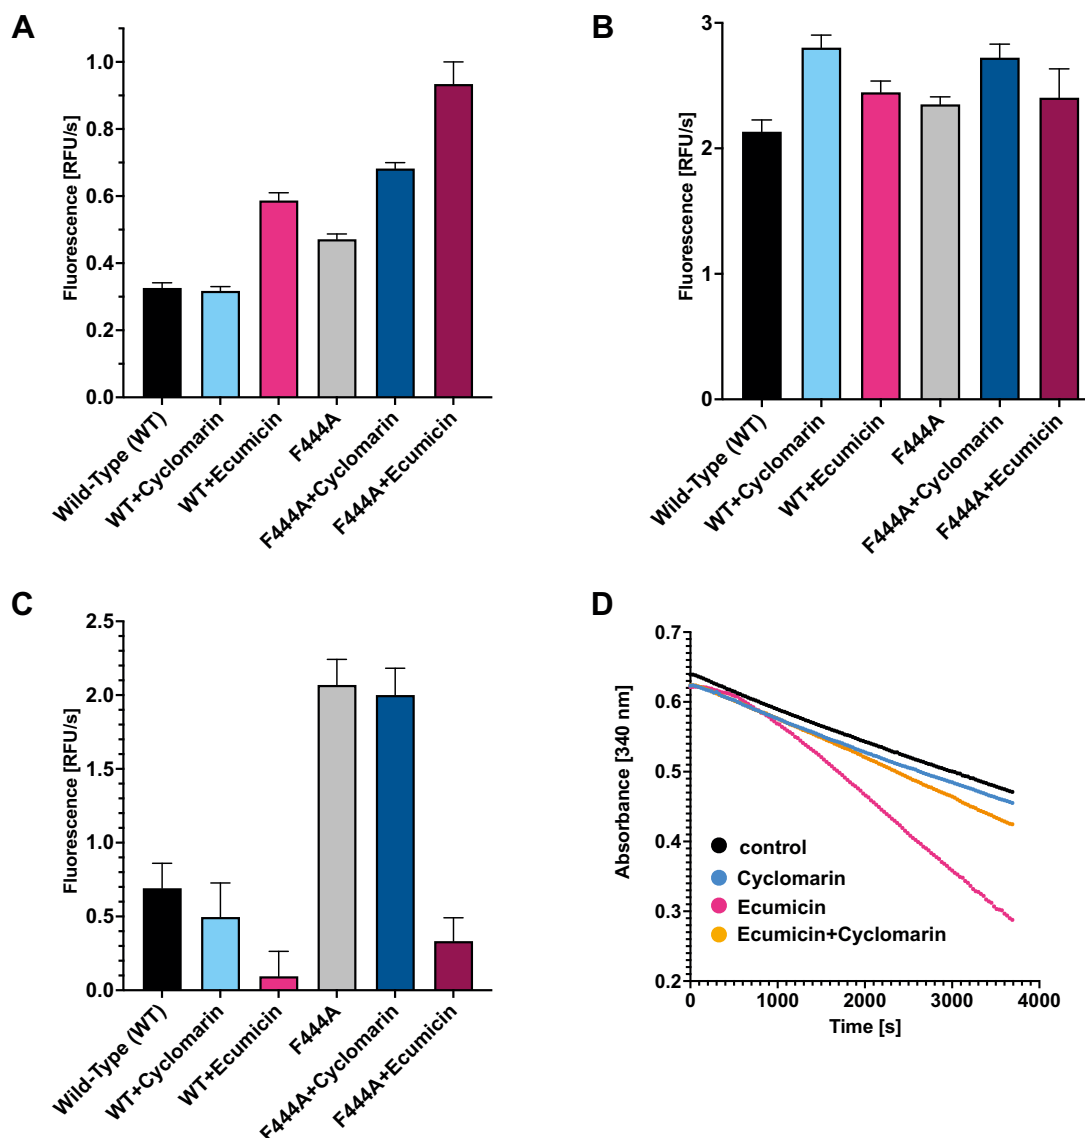 A
Fluorescence [RFU/s]
1.0
0.8
0.6
0.4
0.2
0.0
Wild-Type (WT)
WT+Cyclomarin
WT+Ecumicin
F444A
F444A+Cyclomarin
F444A+Ecumicin
B
Fluorescence [RFU/s]
3
2
1
0
Wild-Type (WT)
WT+Cyclomarin
WT+Ecumicin
F444A
F444A+Cyclomarin
F444A+Ecumicin
C
Fluorescence [RFU/s]
2.5
2.0
1.5
1.0
0.5
0.0
Wild-Type (WT)
WT+Cyclomarin
WT+Ecumicin
F444A
F444A+Cyclomarin
F444A+Ecumicin
D
Absorbance [340 nm]
0.7
0.6
0.5
0.4
0.3
0.2
control
Cyclomarin
Ecumicin
Ecumicin+Cyclomarin
0 1000 2000 3000 4000
Time [s]